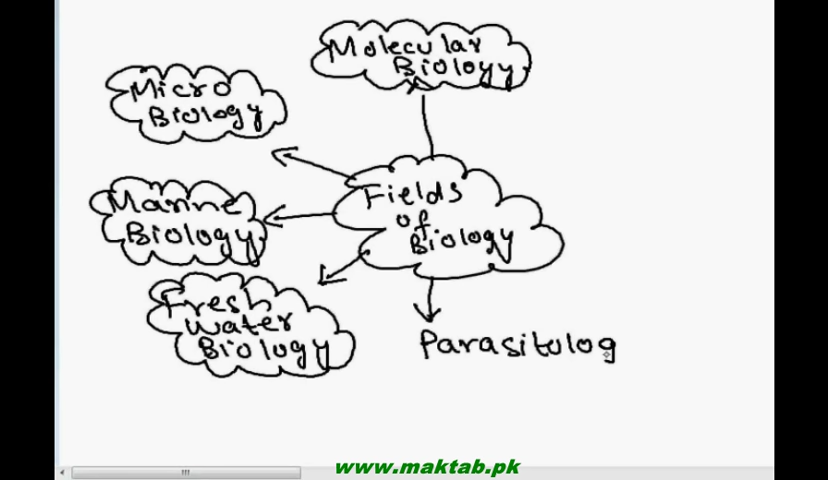 Molecular
Biology
Micro
Biology
Fields
of
Biology
Marine
Biology
Fresh
water
Biology
Parasitolog
www.maktab.pk